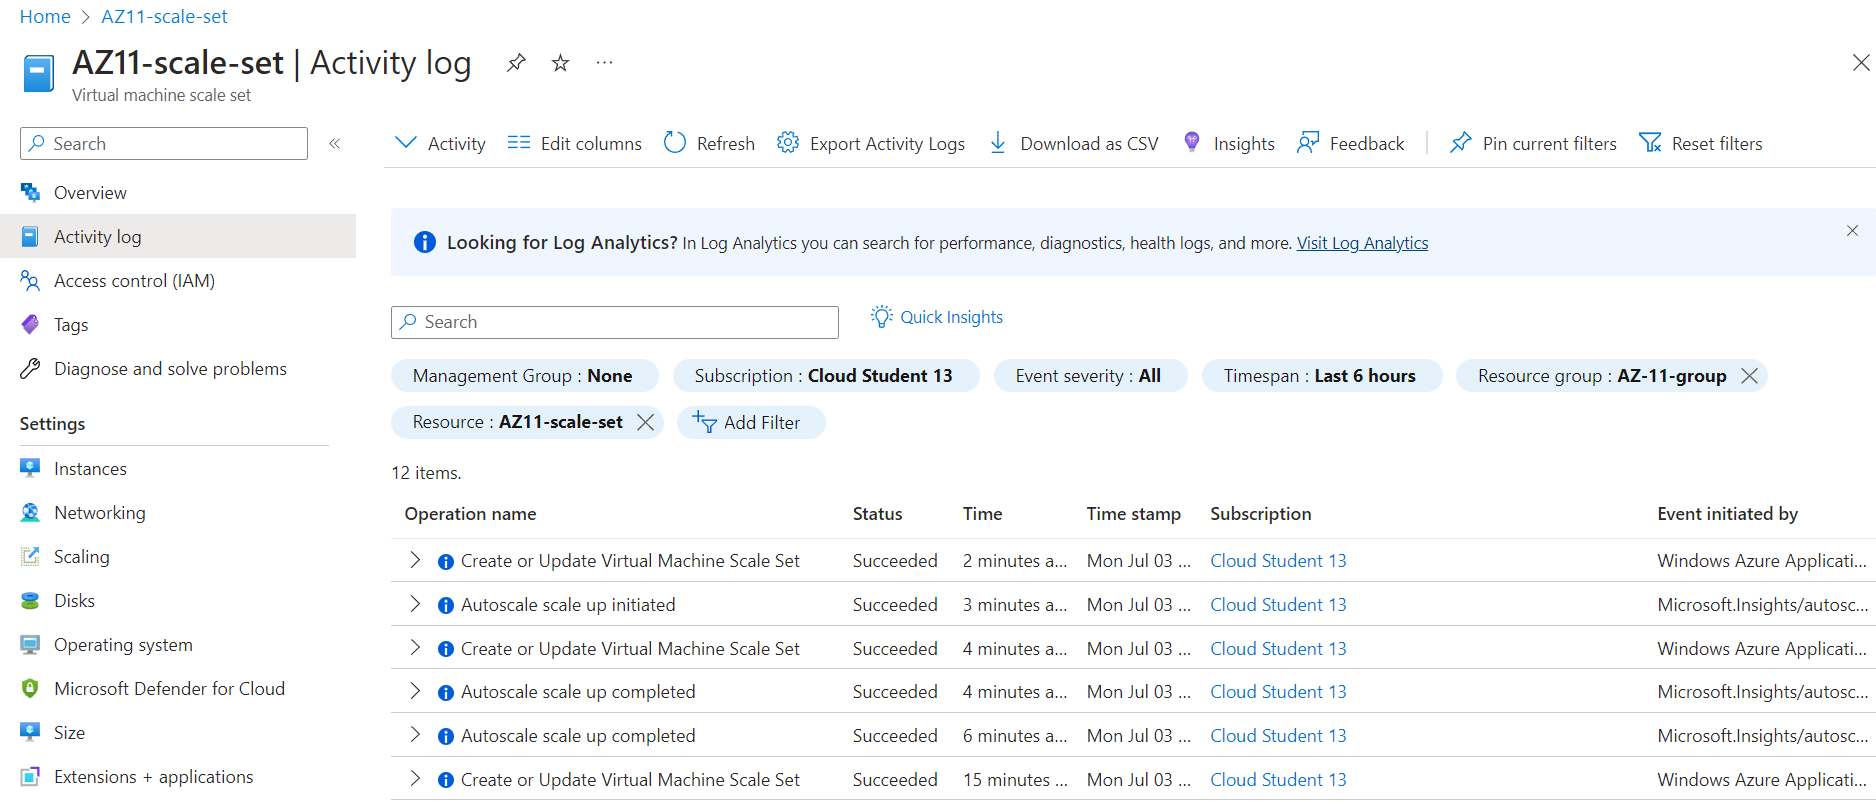 Home > AZ11-scale-set
AZ11-scale-set | Activity log ...
Virtual machine scale set
Search «
Overview
Activity log
Access control (IAM)
Tags
Diagnose and solve problems
Settings
Instances
Networking
Scaling
Disks
Operating system
Microsoft Defender for Cloud
Size
Extensions + applications
Activity Edit columns Refresh Export Activity Logs Download as CSV Insights Feedback Pin current filters Reset filters
Looking for Log Analytics? In Log Analytics you can search for performance, diagnostics, health logs, and more. Visit Log Analytics
Search Quick Insights
Management Group : None Subscription : Cloud Student 13 Event severity : All Timespan : Last 6 hours Resource group : AZ-11-group
Resource : AZ11-scale-set Add Filter
12 items.
Operation name Status Time Time stamp Subscription Event initiated by
Create or Update Virtual Machine Scale Set Succeeded 2 minutes a... Mon Jul 03 ... Cloud Student 13 Windows Azure Applicati...
Autoscale scale up initiated Succeeded 3 minutes a... Mon Jul 03 ... Cloud Student 13 Microsoft.Insights/autosc...
Create or Update Virtual Machine Scale Set Succeeded 4 minutes a... Mon Jul 03 ... Cloud Student 13 Windows Azure Applicati...
Autoscale scale up completed Succeeded 4 minutes a... Mon Jul 03 ... Cloud Student 13 Microsoft.Insights/autosc...
Autoscale scale up completed Succeeded 6 minutes a... Mon Jul 03 ... Cloud Student 13 Microsoft.Insights/autosc...
Create or Update Virtual Machine Scale Set Succeeded 15 minutes ... Mon Jul 03 ... Cloud Student 13 Windows Azure Applicati...